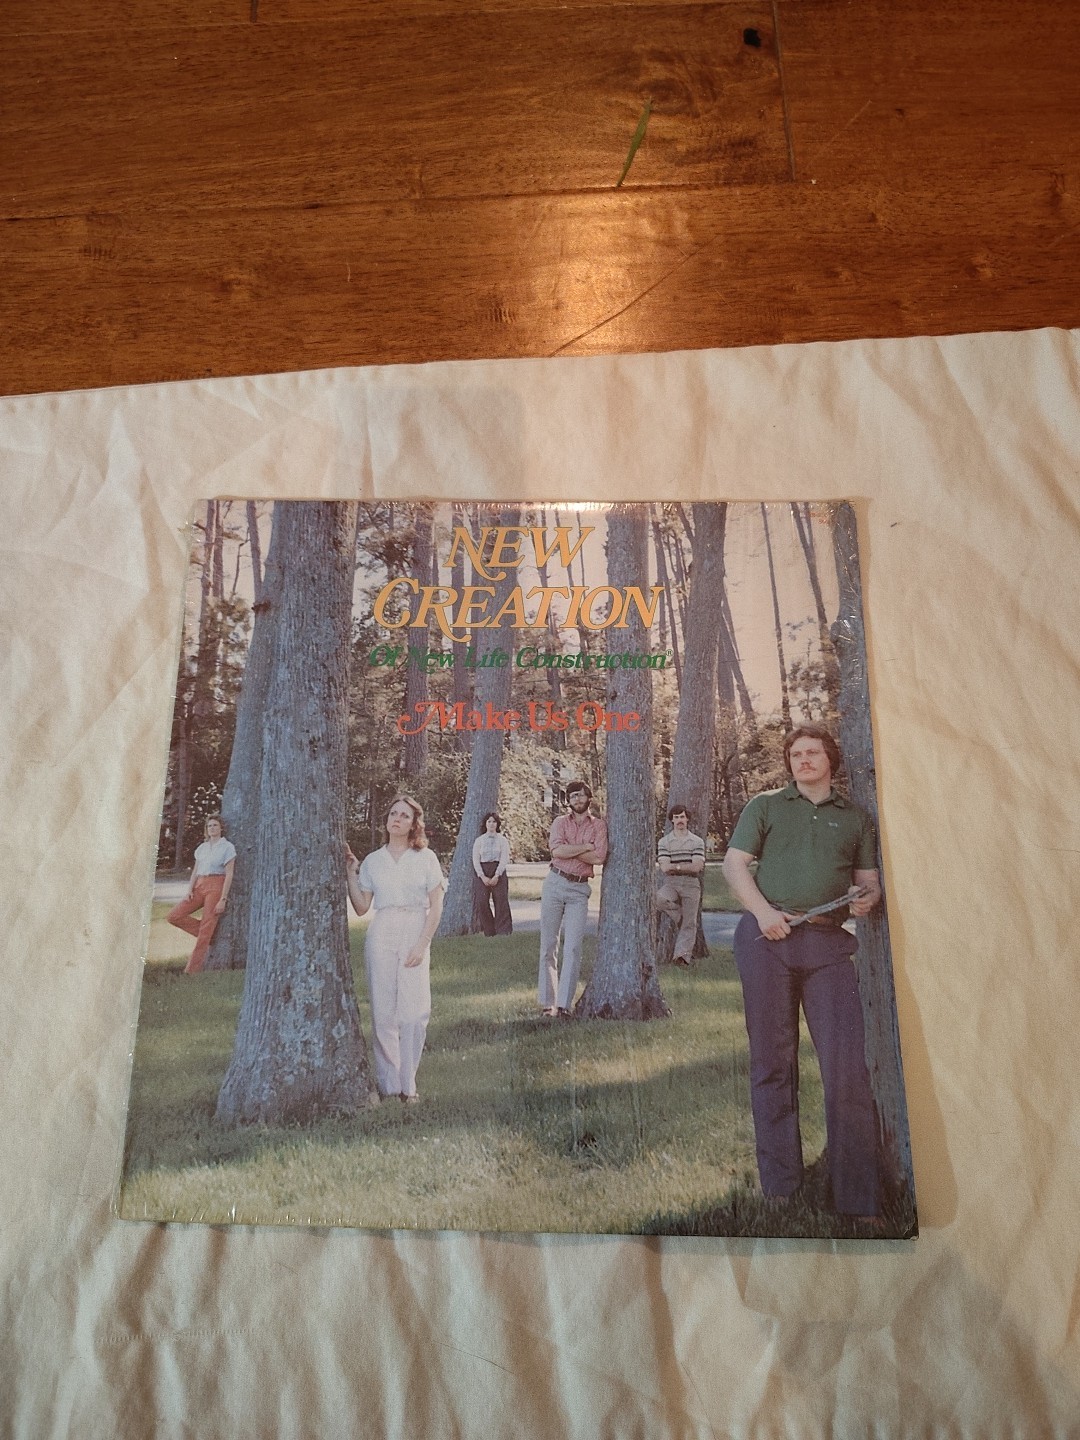 NEW
CREATION
Of New Life Construction®
Make Us One